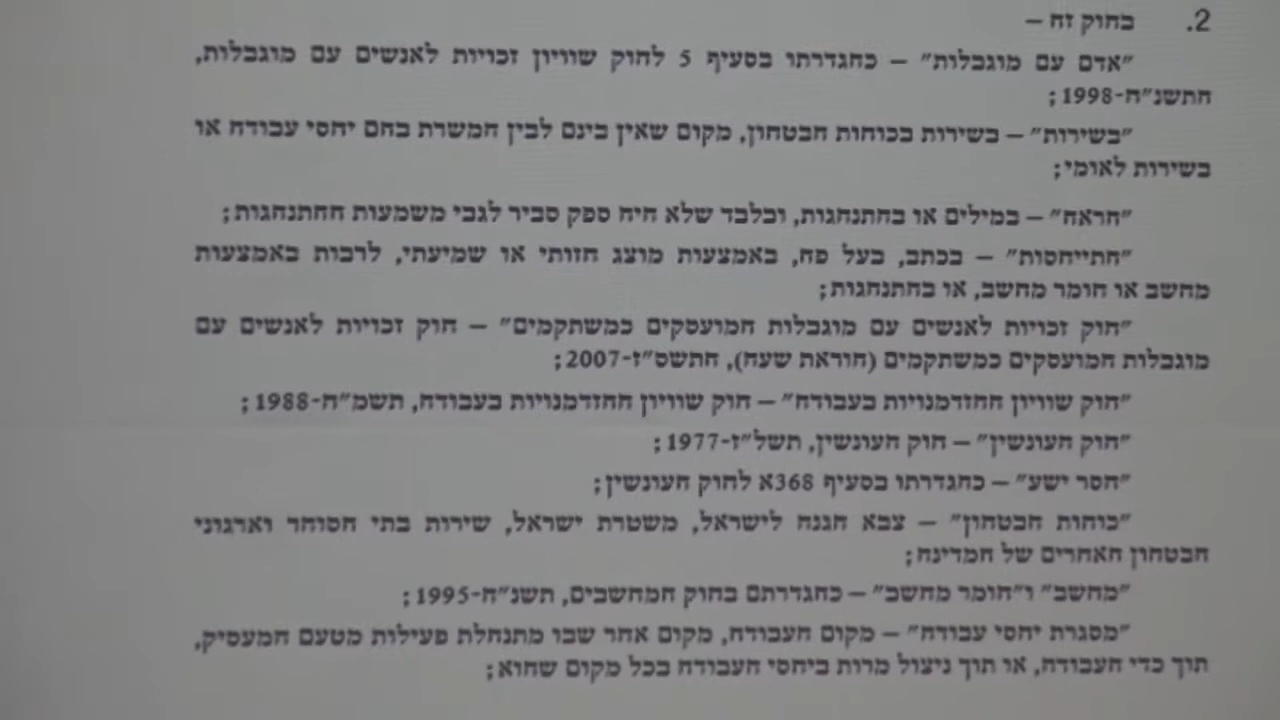 2. בחוק זה –
"אדם עם מוגבלות" – כהגדרתו בסעיף 5 לחוק שוויון זכויות לאנשים עם מוגבלות,
התשנ"ח-1998;
"בשירות" – בשירות בכוחות הבטחון, מקום שאין בינם לבין המשרת בהם יחסי עבודה או
בשירות לאומי;
"הראה" – במילים או בהתנהגות, ובלבד שלא היה ספק סביר לגבי משמעות ההתנהגות;
"התייחסות" – בכתב, בעל פה, באמצעות מוצג חזותי או שמיעתי, לרבות באמצעות
מחשב או חומר מחשב, או בהתנהגות;
"חוק זכויות לאנשים עם מוגבלות המועסקים כמשתקמים" – חוק זכויות לאנשים עם
מוגבלות המועסקים כמשתקמים (הוראת שעה), התשס"ז-2007;
"חוק שוויון ההזדמנויות בעבודה" – חוק שוויון ההזדמנויות בעבודה, תשמ"ח-1988;
"חוק העונשין" – חוק העונשין, תשל"ז-1977;
"חסר ישע" – כהגדרתו בסעיף 368א לחוק העונשין;
"כוחות הבטחון" – צבא הגנה לישראל, משטרת ישראל, שירות בתי הסוהר וארגוני
הבטחון האחרים של המדינה;
"מחשב" ו"חומר מחשב" – כהגדרתם בחוק המחשבים, תשנ"ה-1995;
"מסגרת יחסי עבודה" – מקום העבודה, מקום אחר שבו מתנהלת פעילות מטעם המעסיק,
תוך כדי העבודה, או תוך ניצול מרות ביחסי העבודה בכל מקום שהוא;